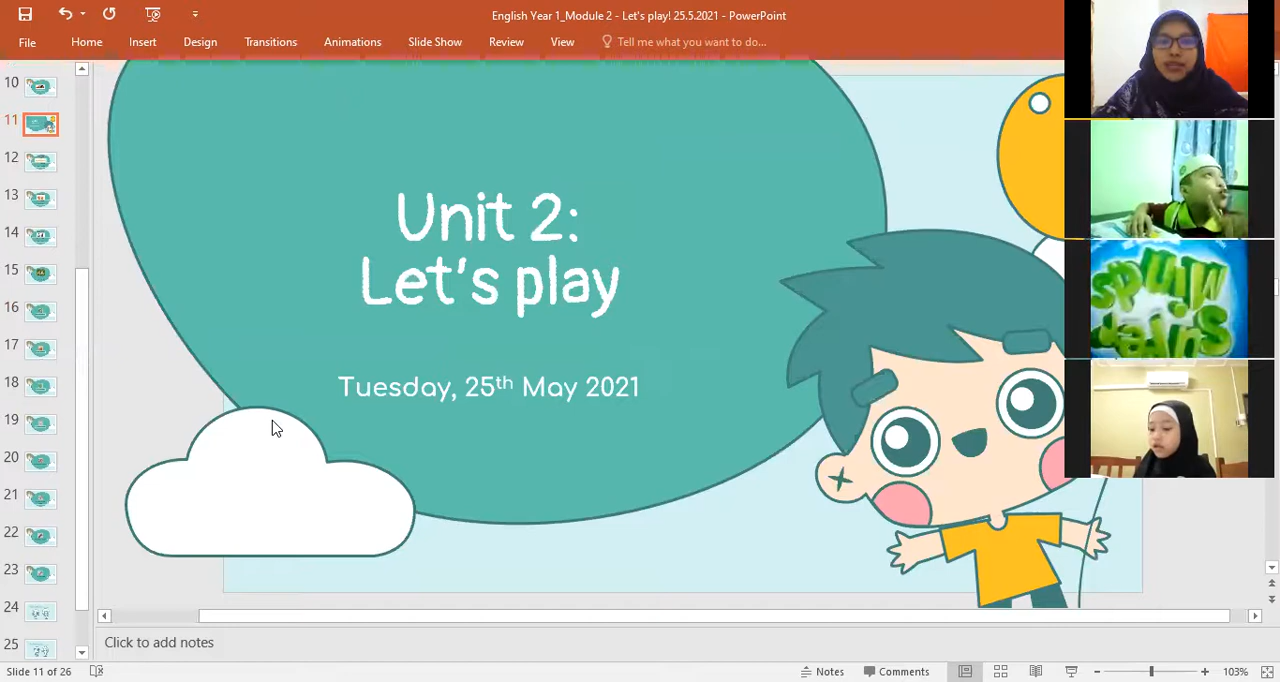 English Year 1_Module 2 - Let's play! 25.5.2021 - PowerPoint
File Home Insert Design Transitions Animations Slide Show Review View Tell me what you want to do...
10
11
12
13
14
15
16
17
18
19
20
21
22
23
24
25
Unit 2:
Let's play
Tuesday, 25th May 2021
Super
Minds
Click to add notes
Slide 11 of 26 Notes Comments 103%